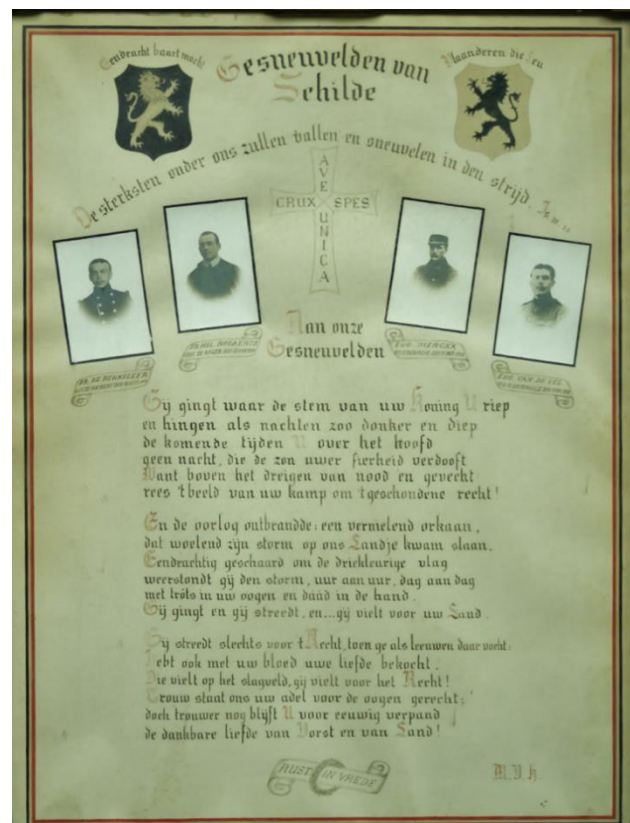 Eendracht baart macht
Gesneuvelden van
Schilde
Vlaanderen die Leu
De sterksten onder ons zullen vallen en sneuvelen in den strijd.
AVE
CRUX SPES
UNICA
Aan onze
Gesneuvelden
Gij gingt waar de stem van uw Koning U riep
en hingen als nachten zoo donker en diep
de komende tijden U over het hoofd
geen nacht, die de zon uwer fierheid verdooft
Want boven het dreigen van nood en gevecht
rees 't beeld van uw kamp om 't geschondene recht!
En de oorlog ontbrandde: een vernielend orkaan,
dat woelend zijn storm op ons Landje kwam slaan.
Eendrachtig geschaard om de driekleurige vlag
weerstondt gij den storm, uur aan uur, dag aan dag
met trots in uw oogen en daad in de hand.
Gij gingt en gij streedt, en...gij vielt voor uw Land.
Gij streedt slechts voor t Recht, toen ge als leeuwen daar vocht:
Hebt ook met uw bloed uwe liefde bekocht.
Die vielt op het slagveld, gij vielt voor het Recht!
Trouw staat ons uw adel voor de oogen gerecht;
doch trouwer nog blijft U voor eeuwig verpand
de dankbare liefde van Vorst en van Land!
RUST IN VREDE
M.V.H.